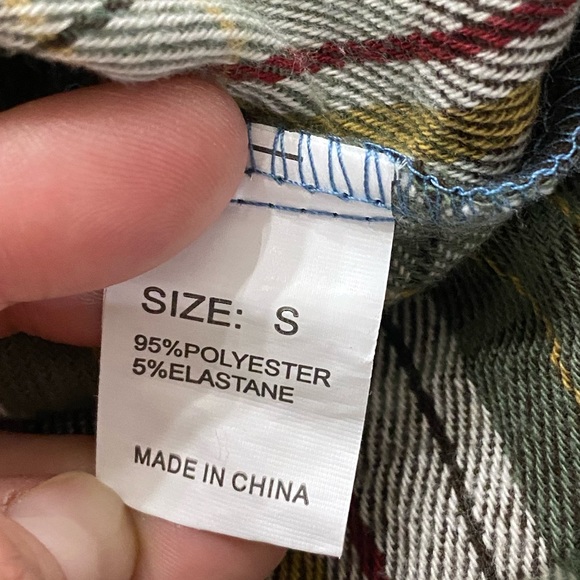 SIZE: S
95%POLYESTER
5%ELASTANE
MADE IN CHINA